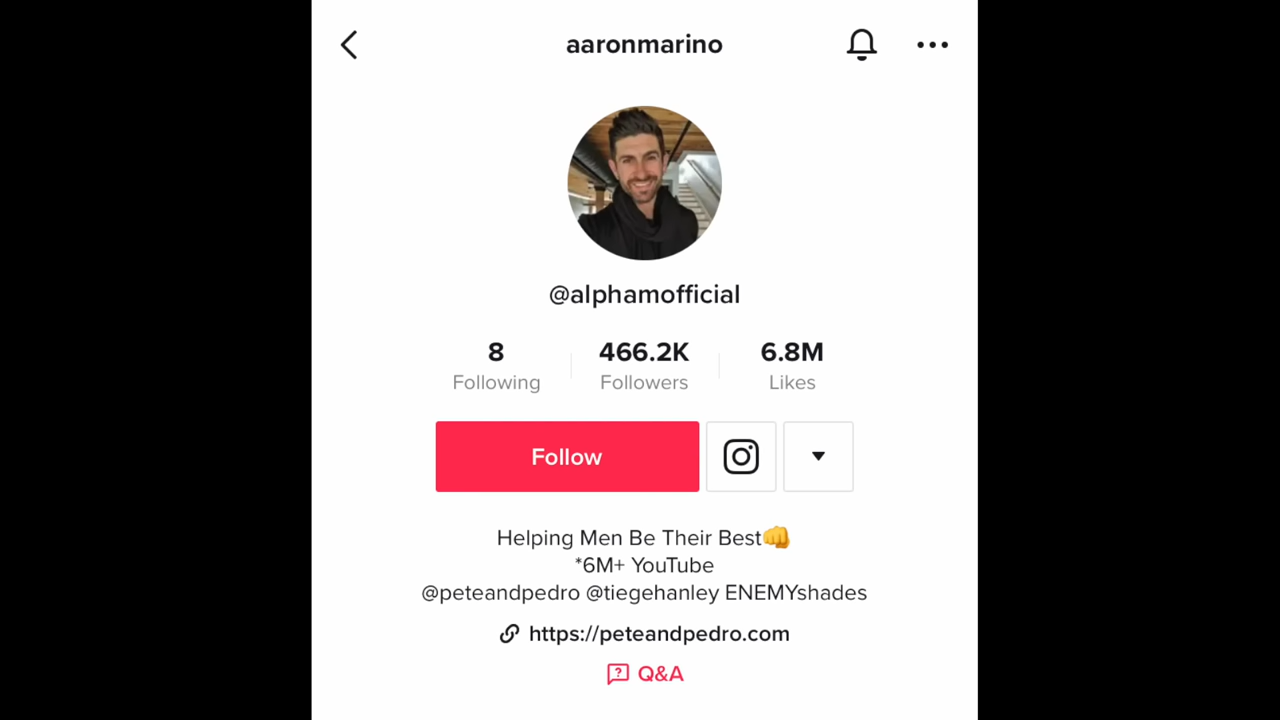 aaronmarino
@alphamofficial
8 466.2K 6.8M
Following Followers Likes
Follow
Helping Men Be Their Best👊
*6M+ YouTube
@peteandpedro @tiegehanley ENEMYshades
https://peteandpedro.com
Q&A